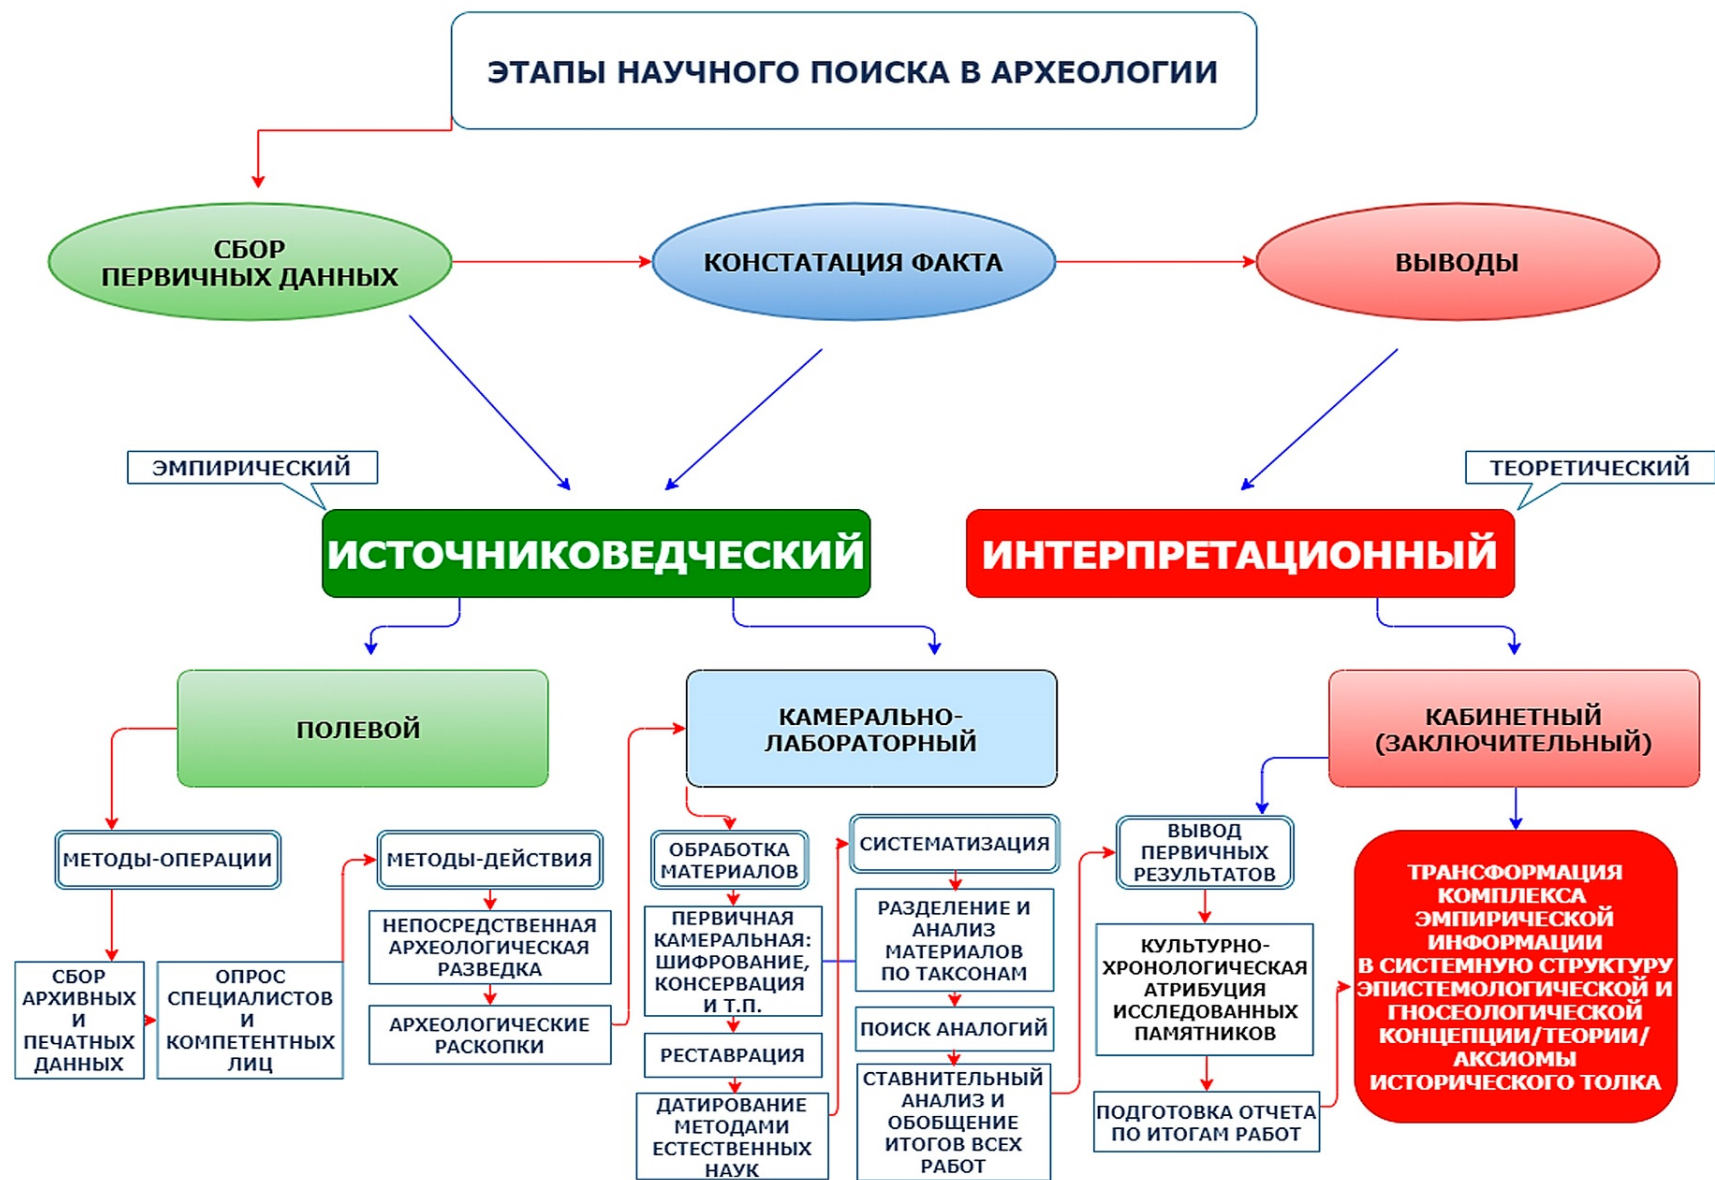 ЭТАПЫ НАУЧНОГО ПОИСКА В АРХЕОЛОГИИ
СБОР
ПЕРВИЧНЫХ ДАННЫХ
КОНСТАТАЦИЯ ФАКТА
ВЫВОДЫ
ЭМПИРИЧЕСКИЙ
ТЕОРЕТИЧЕСКИЙ
ИСТОЧНИКОВЕДЧЕСКИЙ
ИНТЕРПРЕТАЦИОННЫЙ
ПОЛЕВОЙ
КАМЕРАЛЬНО-
ЛАБОРАТОРНЫЙ
КАБИНЕТНЫЙ
(ЗАКЛЮЧИТЕЛЬНЫЙ)
МЕТОДЫ-ОПЕРАЦИИ
СБОР
АРХИВНЫХ
И
ПЕЧАТНЫХ
ДАННЫХ
ОПРОС
СПЕЦИАЛИСТОВ
И
КОМПЕТЕНТНЫХ
ЛИЦ
МЕТОДЫ-ДЕЙСТВИЯ
НЕПОСРЕДСТВЕННАЯ
АРХЕОЛОГИЧЕСКАЯ
РАЗВЕДКА
АРХЕОЛОГИЧЕСКИЕ
РАСКОПКИ
ОБРАБОТКА
МАТЕРИАЛОВ
ПЕРВИЧНАЯ
КАМЕРАЛЬНАЯ:
ШИФРОВАНИЕ,
КОНСЕРВАЦИЯ
И Т.П.
РЕСТАВРАЦИЯ
ДАТИРОВАНИЕ
МЕТОДАМИ
ЕСТЕСТВЕННЫХ
НАУК
СИСТЕМАТИЗАЦИЯ
РАЗДЕЛЕНИЕ И
АНАЛИЗ
МАТЕРИАЛОВ
ПО ТАКСОНАМ
ПОИСК АНАЛОГИЙ
СТАВНИТЕЛЬНЫЙ
АНАЛИЗ И
ОБОБЩЕНИЕ
ИТОГОВ ВСЕХ
РАБОТ
ВЫВОД
ПЕРВИЧНЫХ
РЕЗУЛЬТАТОВ
КУЛЬТУРНО-
ХРОНОЛОГИЧЕСКАЯ
АТРИБУЦИЯ
ИССЛЕДОВАННЫХ
ПАМЯТНИКОВ
ПОДГОТОВКА ОТЧЕТА
ПО ИТОГАМ РАБОТ
ТРАНСФОРМАЦИЯ
КОМПЛЕКСА
ЭМПИРИЧЕСКОЙ
ИНФОРМАЦИИ
В СИСТЕМНУЮ СТРУКТУРУ
ЭПИСТЕМОЛОГИЧЕСКОЙ И
ГНОСЕОЛОГИЧЕСКОЙ
КОНЦЕПЦИИ/ТЕОРИИ/
АКСИОМЫ
ИСТОРИЧЕСКОГО ТОЛКА